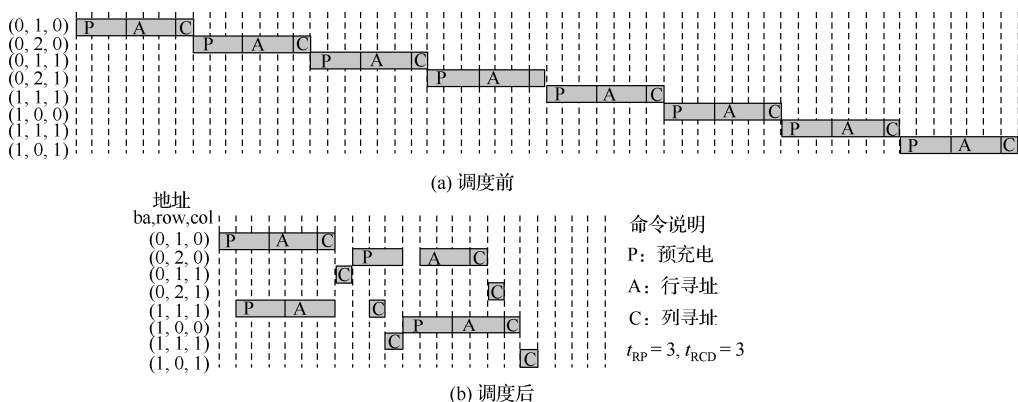 (0, 1, 0) P A C
(0, 2, 0) P A C
(0, 1, 1) P A C
(0, 2, 1) P A
(1, 1, 1) P A C
(1, 0, 0) P A C
(1, 1, 1) P A C
(1, 0, 1) P A C
(a) 调度前
地址
ba,row,col
(0, 1, 0) P A C
(0, 2, 0) P A C
(0, 1, 1) C
(0, 2, 1) C
(1, 1, 1) P A C
(1, 0, 0) P A C
(1, 1, 1) C
(1, 0, 1) C
(b) 调度后
命令说明
P：预充电
A：行寻址
C：列寻址
tRP = 3, tRCD = 3